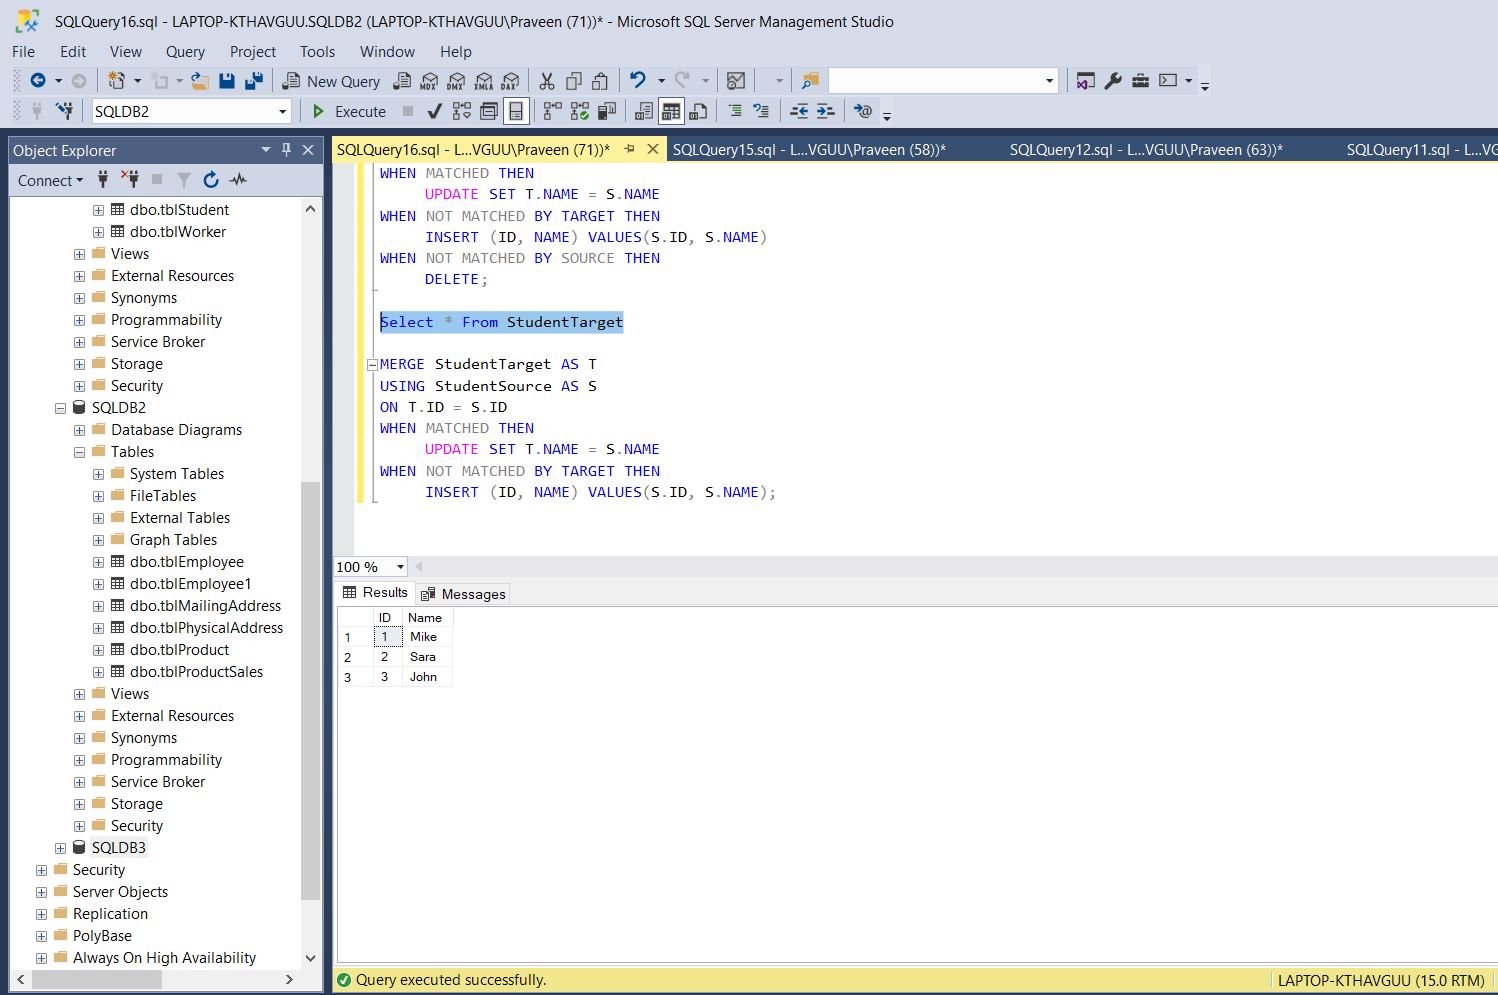 SQLQuery16.sql - LAPTOP-KTHAVGUU.SQLDB2 (LAPTOP-KTHAVGUU\Praveen (71))* - Microsoft SQL Server Management Studio
File Edit View Query Project Tools Window Help
New Query MDX DMX XMLA DAX
SQLDB2 Execute
Object Explorer
Connect
dbo.tblStudent
dbo.tblWorker
Views
External Resources
Synonyms
Programmability
Service Broker
Storage
Security
SQLDB2
Database Diagrams
Tables
System Tables
FileTables
External Tables
Graph Tables
dbo.tblEmployee
dbo.tblEmployee1
dbo.tblMailingAddress
dbo.tblPhysicalAddress
dbo.tblProduct
dbo.tblProductSales
Views
External Resources
Synonyms
Programmability
Service Broker
Storage
Security
SQLDB3
Security
Server Objects
Replication
PolyBase
Always On High Availability
SQLQuery16.sql - L...VGUU\Praveen (71))* SQLQuery15.sql - L...VGUU\Praveen (58))* SQLQuery12.sql - L...VGUU\Praveen (63))* SQLQuery11.sql - L...VG
WHEN MATCHED THEN
UPDATE SET T.NAME = S.NAME
WHEN NOT MATCHED BY TARGET THEN
INSERT (ID, NAME) VALUES(S.ID, S.NAME)
WHEN NOT MATCHED BY SOURCE THEN
DELETE;
Select * From StudentTarget
MERGE StudentTarget AS T
USING StudentSource AS S
ON T.ID = S.ID
WHEN MATCHED THEN
UPDATE SET T.NAME = S.NAME
WHEN NOT MATCHED BY TARGET THEN
INSERT (ID, NAME) VALUES(S.ID, S.NAME);
100 %
Results Messages
ID Name
1 1 Mike
2 2 Sara
3 3 John
Query executed successfully. LAPTOP-KTHAVGUU (15.0 RTM)